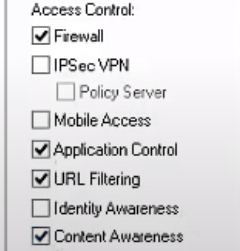 Access Control:
Firewall
IPSec VPN
Policy Server
Mobile Access
Application Control
URL Filtering
Identity Awareness
Content Awareness